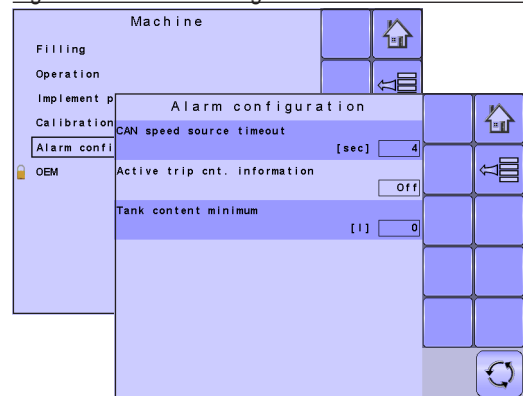 Machine
Filling
Operation
Implement p
Calibration
Alarm confi
OEM
Alarm configuration
CAN speed source timeout
[sec] 4
Active trip cnt. information
Off
Tank content minimum
[l] 0